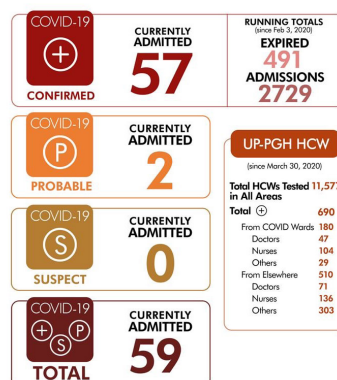 COVID-19
+
CONFIRMED
CURRENTLY
ADMITTED
57
RUNNING TOTALS
(since Feb 3, 2020)
EXPIRED
491
ADMISSIONS
2729
COVID-19
P
PROBABLE
CURRENTLY
ADMITTED
2
COVID-19
S
SUSPECT
CURRENTLY
ADMITTED
0
COVID-19
+ S P
TOTAL
CURRENTLY
ADMITTED
59
UP-PGH HCW
(since March 30, 2020)
Total HCWs Tested
in All Areas
Total + 690
From COVID Wards 180
Doctors 47
Nurses 104
Others 29
From Elsewhere 510
Doctors 71
Nurses 136
Others 303